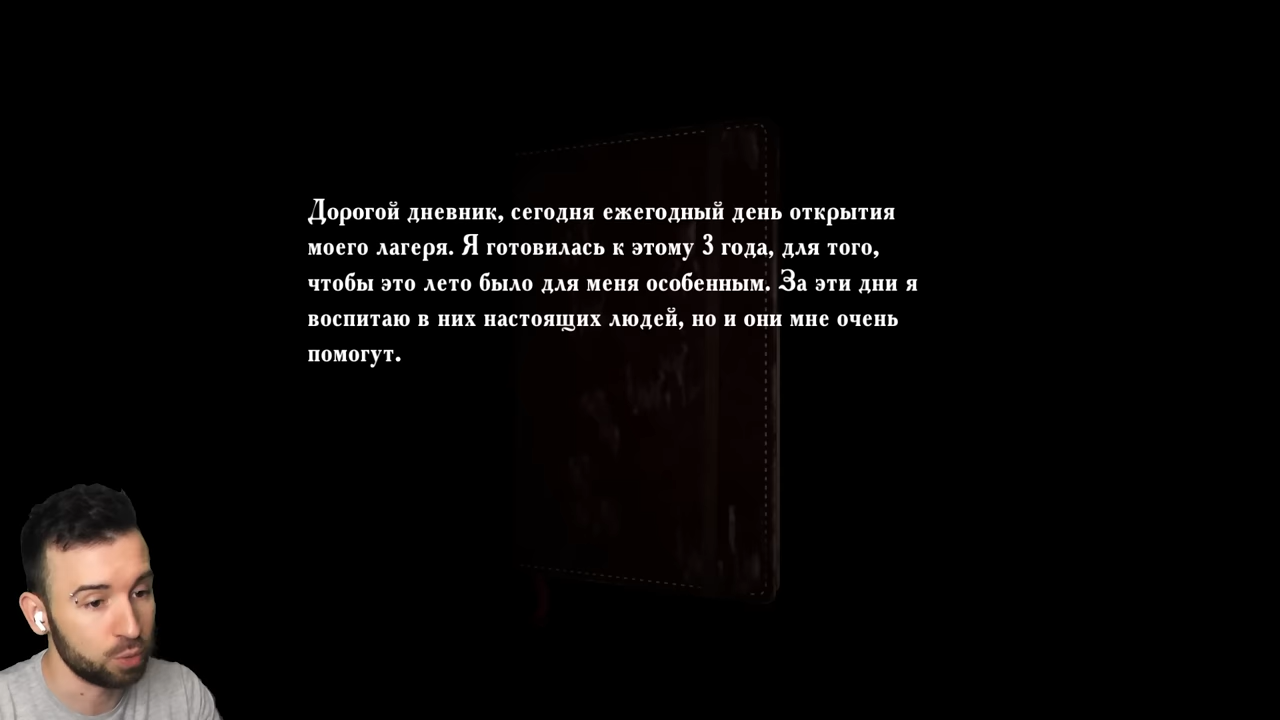 Дорогой дневник, сегодня ежегодный день открытия
моего лагеря. Я готовилась к этому 3 года, для того,
чтобы это лето было для меня особенным. За эти дни я
воспитаю в них настоящих людей, но и они мне очень
помогут.